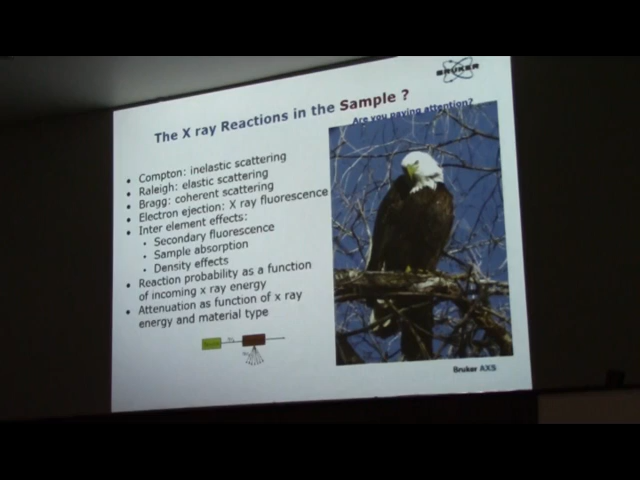 BRUKER
The X ray Reactions in the Sample ?
Are you paying attention?
• Compton: inelastic scattering
• Raleigh: elastic scattering
• Bragg: coherent scattering
• Electron ejection: X ray fluorescence
• Inter element effects:
• Secondary fluorescence
• Sample absorption
• Density effects
• Reaction probability as a function
of incoming x ray energy
• Attenuation as function of x ray
energy and material type
Bruker AXS